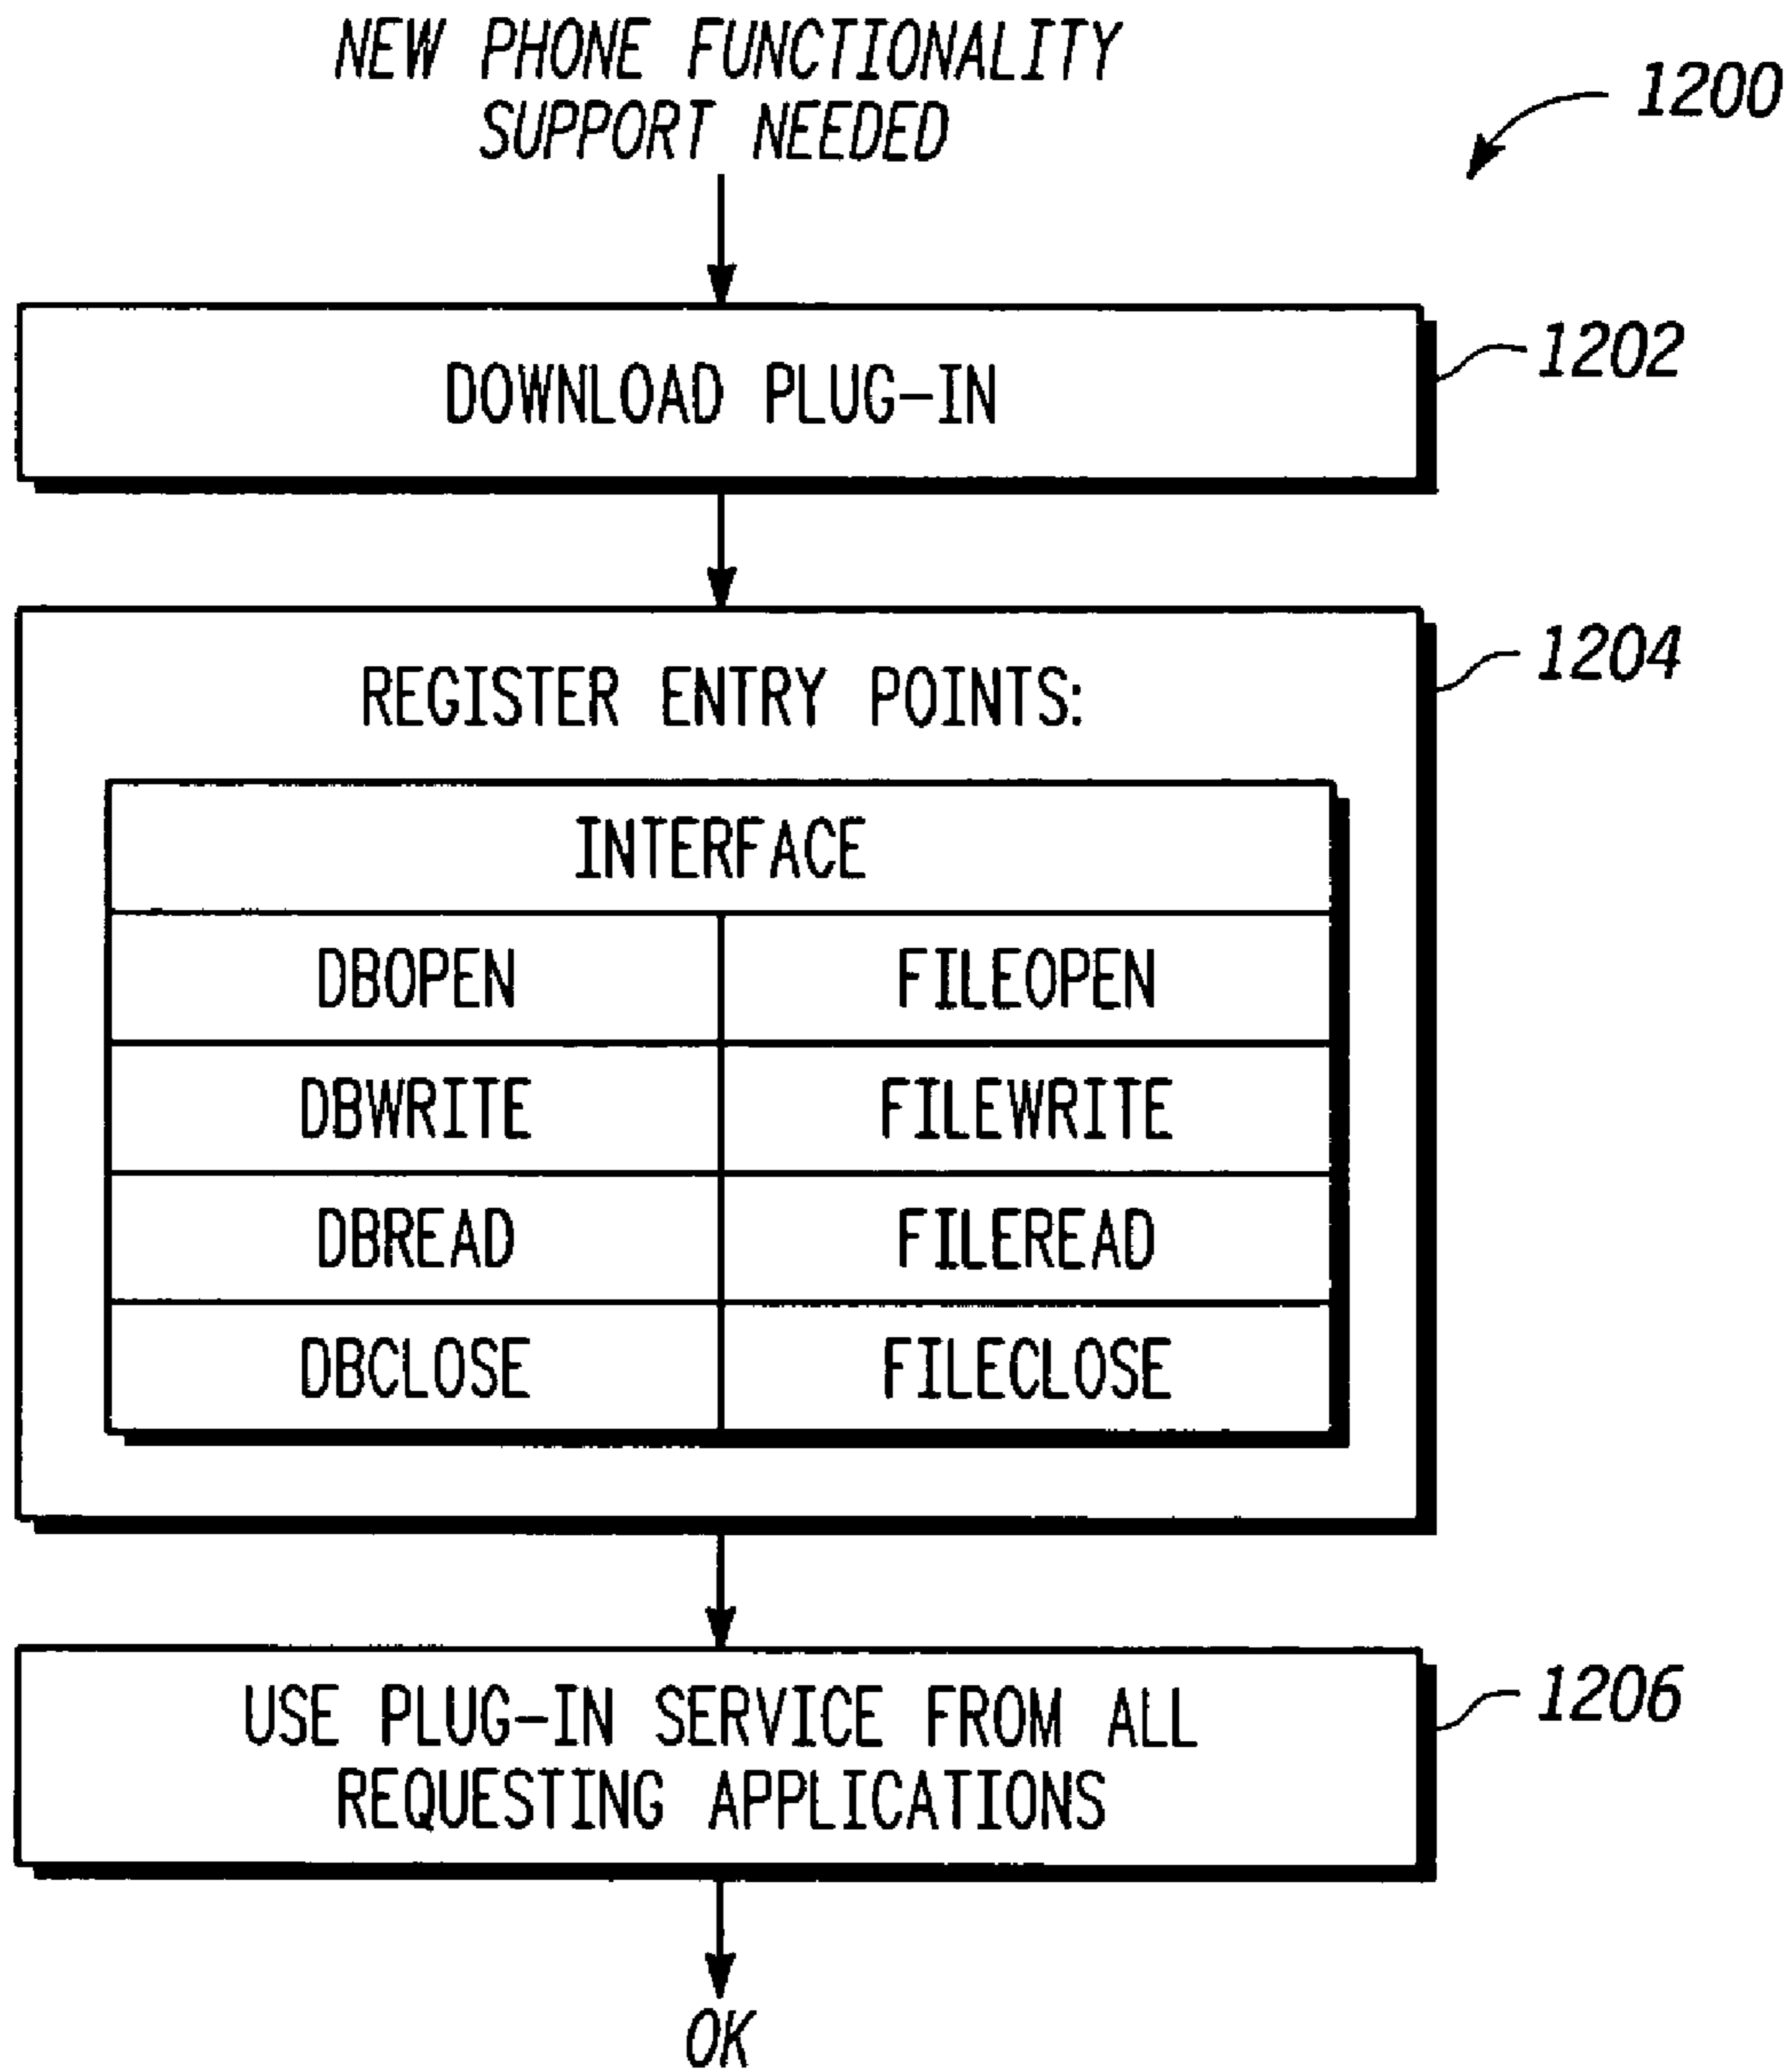 NEW PHONE FUNCTIONALITY
SUPPORT NEEDED
1200
DOWNLOAD PLUG-IN
1202
REGISTER ENTRY POINTS:
1204
INTERFACE
DBOPEN FILEOPEN
DBWRITE FILEWRITE
DBREAD FILEREAD
DBCLOSE FILECLOSE
USE PLUG-IN SERVICE FROM ALL
REQUESTING APPLICATIONS
1206
OK